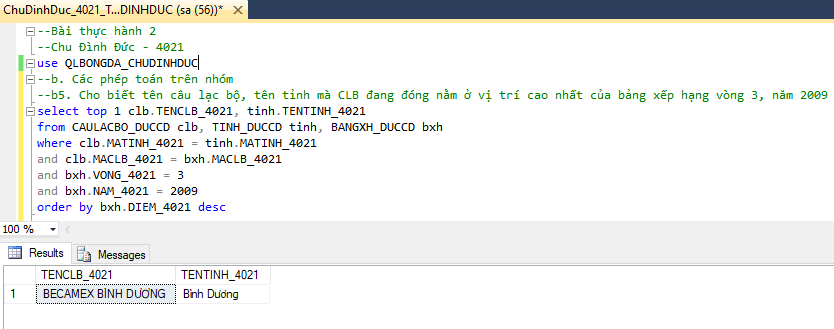 ChuDinhDuc_4021_T...DINHDUC (sa (56))* ✕
--Bài thực hành 2
--Chu Đình Đức - 4021
use QLBONGDA_CHUDINHDUC
--b. Các phép toán trên nhóm
--b5. Cho biết tên câu lạc bộ, tên tỉnh mà CLB đang đóng nằm ở vị trí cao nhất của bảng xếp hạng vòng 3, năm 2009
select top 1 clb.TENCLB_4021, tinh.TENTINH_4021
from CAULACBO_DUCCD clb, TINH_DUCCD tinh, BANGXH_DUCCD bxh
where clb.MATINH_4021 = tinh.MATINH_4021
and clb.MACLB_4021 = bxh.MACLB_4021
and bxh.VONG_4021 = 3
and bxh.NAM_4021 = 2009
order by bxh.DIEM_4021 desc
100 %
Results Messages
TENCLB_4021 TENTINH_4021
1 BECAMEX BÌNH DƯƠNG Bình Dương